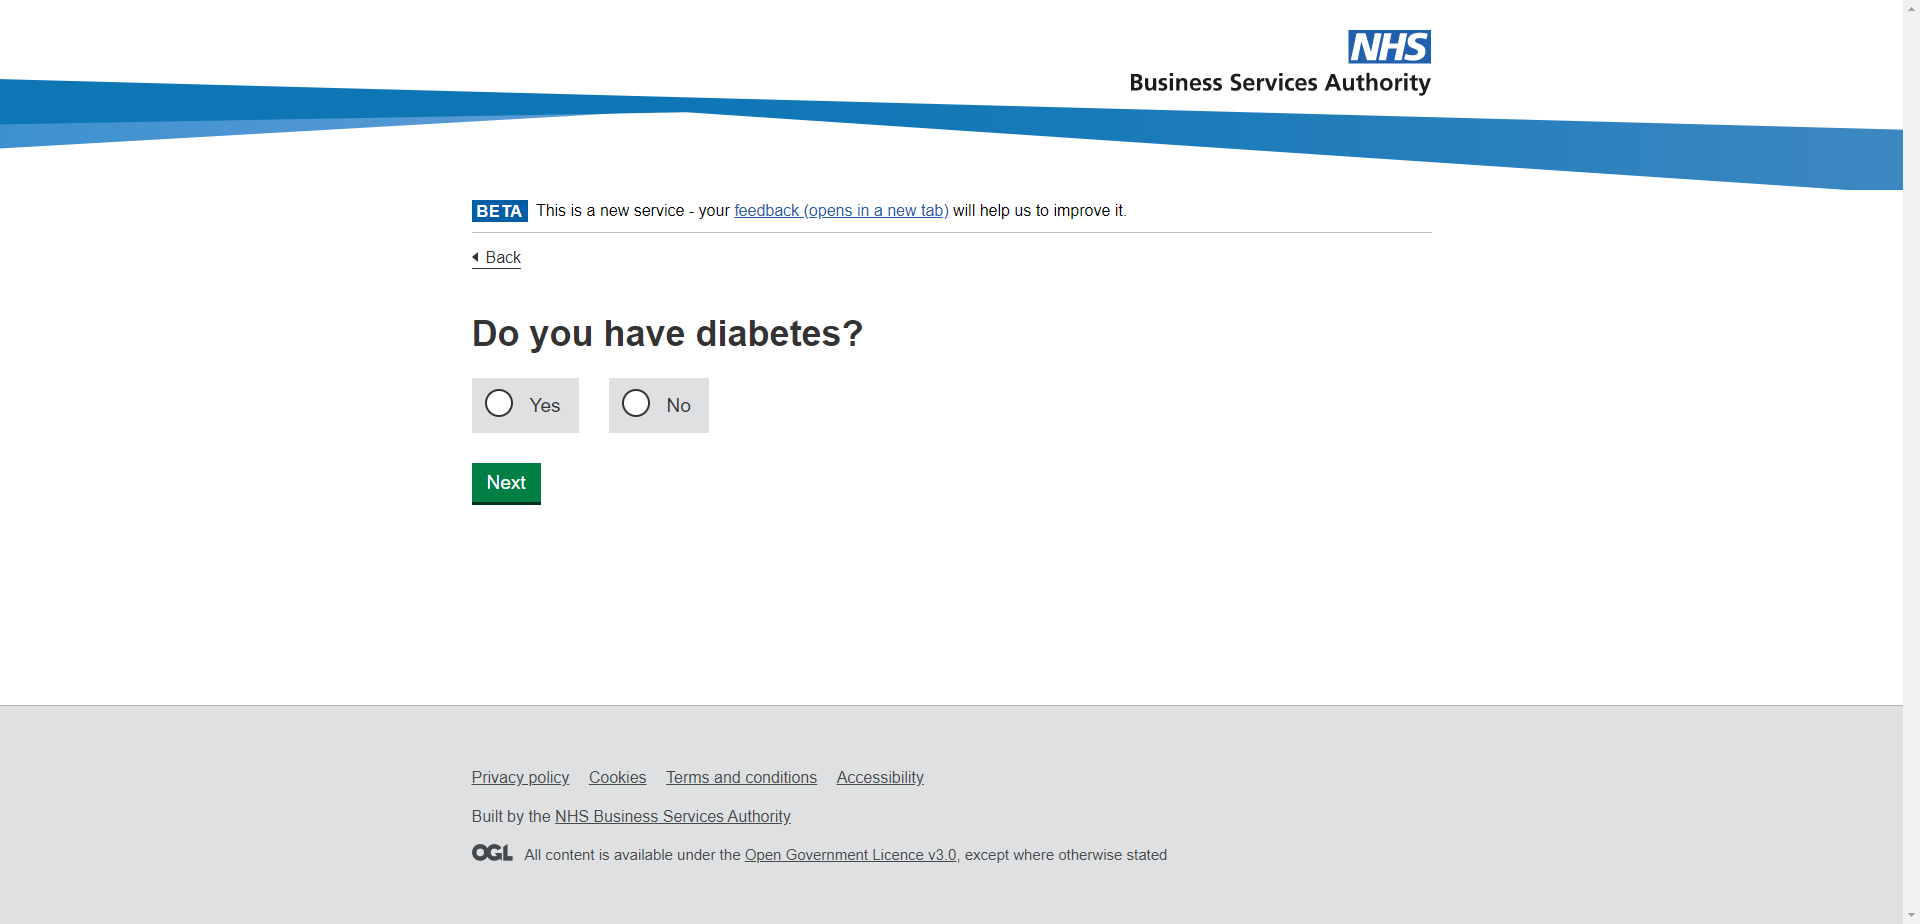 NHS
Business Services Authority
BETA This is a new service - your feedback (opens in a new tab) will help us to improve it.
Back
Do you have diabetes?
Yes No
Next
Privacy policy Cookies Terms and conditions Accessibility
Built by the NHS Business Services Authority
OGL All content is available under the Open Government Licence v3.0, except where otherwise stated